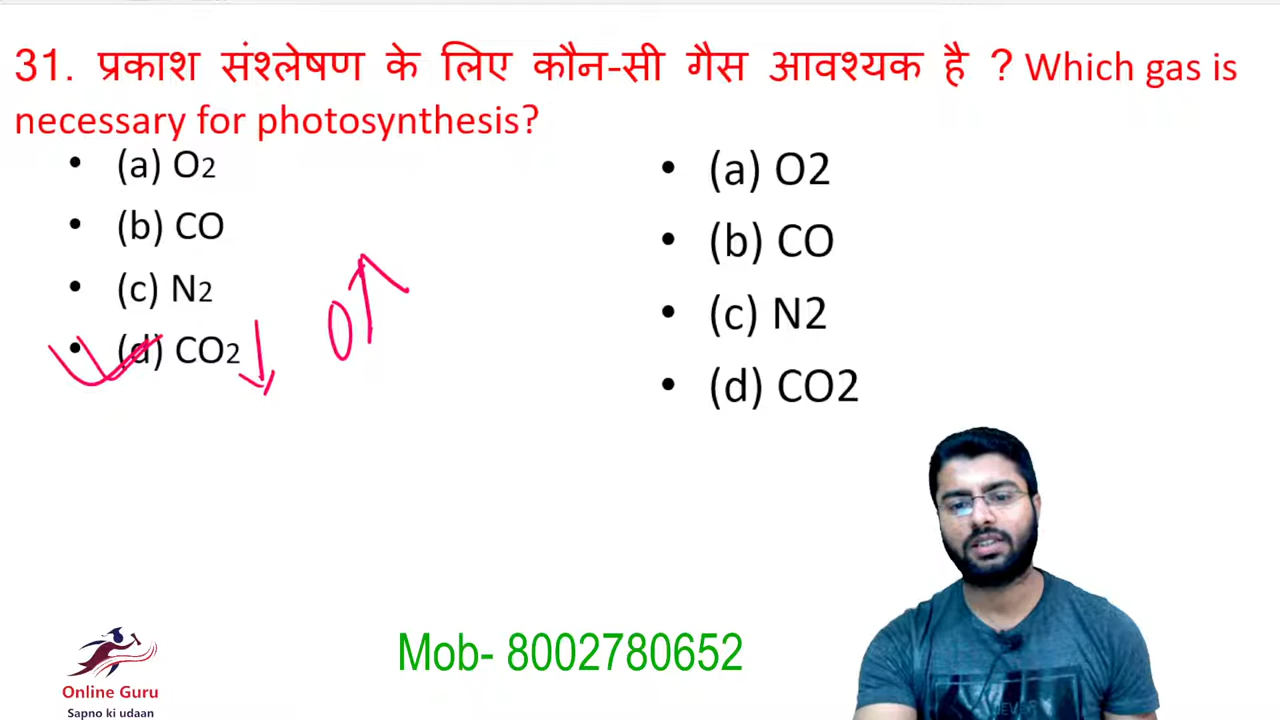 31. प्रकाश संश्लेषण के लिए कौन-सी गैस आवश्यक है ? Which gas is
necessary for photosynthesis?
• (a) O2
• (b) CO
• (c) N2
• (d) CO2
O
• (a) O2
• (b) CO
• (c) N2
• (d) CO2
Mob- 8002780652
Online Guru
Sapno ki udaan